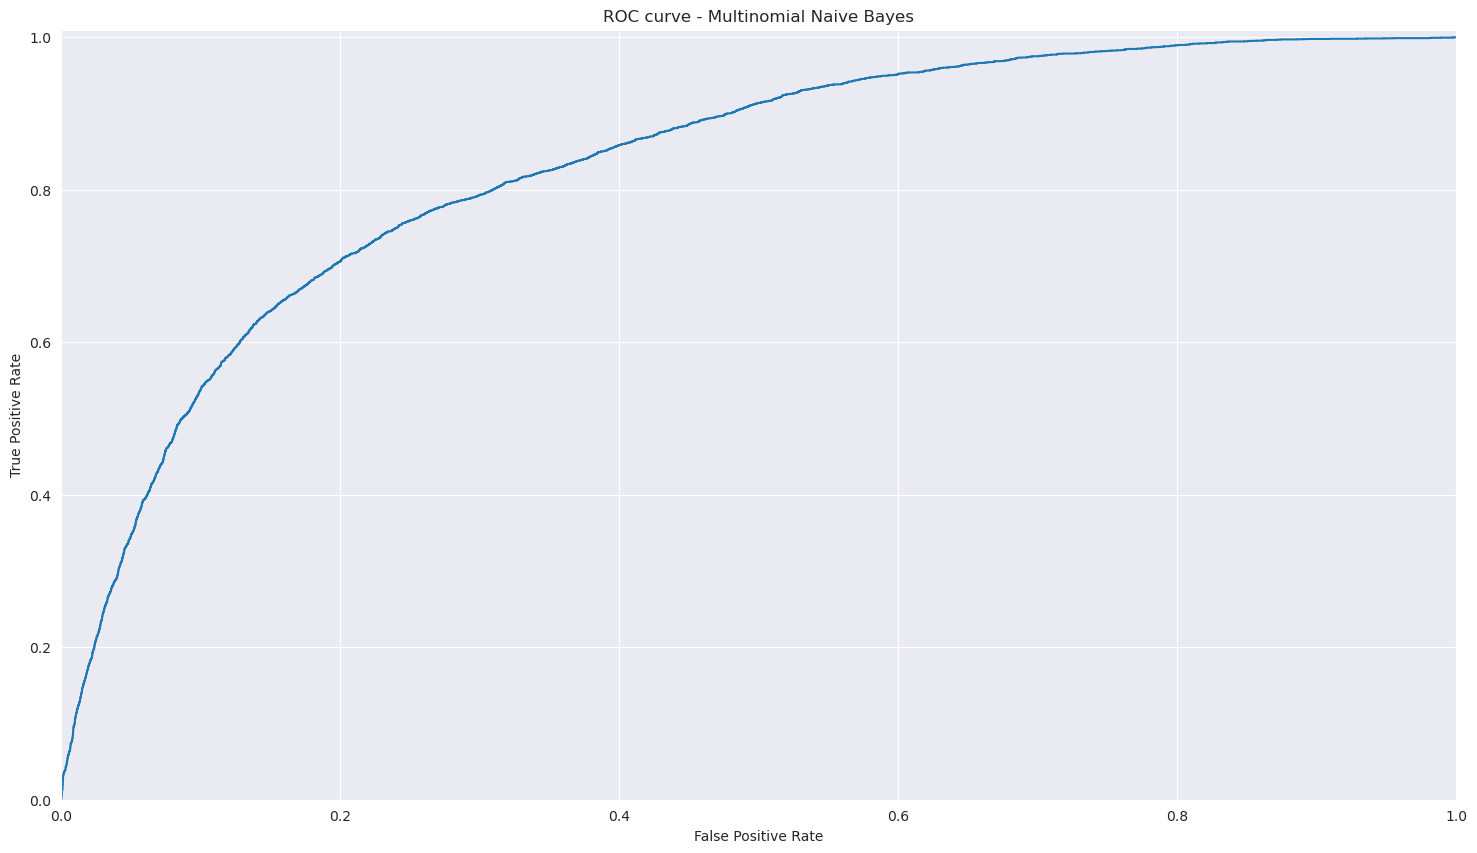 ROC curve - Multinomial Naive Bayes
1.0
0.8
0.6
0.4
0.2
0.0
True Positive Rate
0.0 0.2 0.4 0.6 0.8 1.0
False Positive Rate